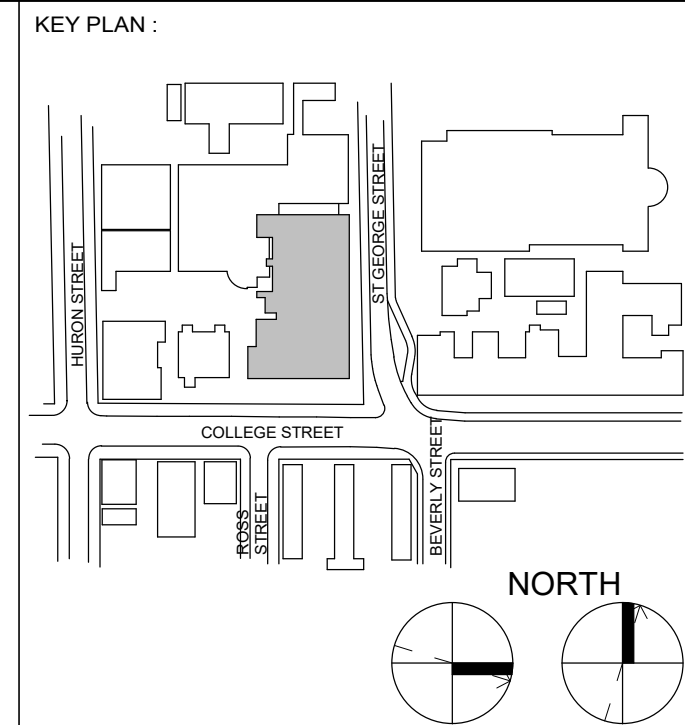 KEY PLAN :
HURON STREET
ST GEORGE STREET
COLLEGE STREET
ROSS
STREET
BEVERLY STREET
NORTH